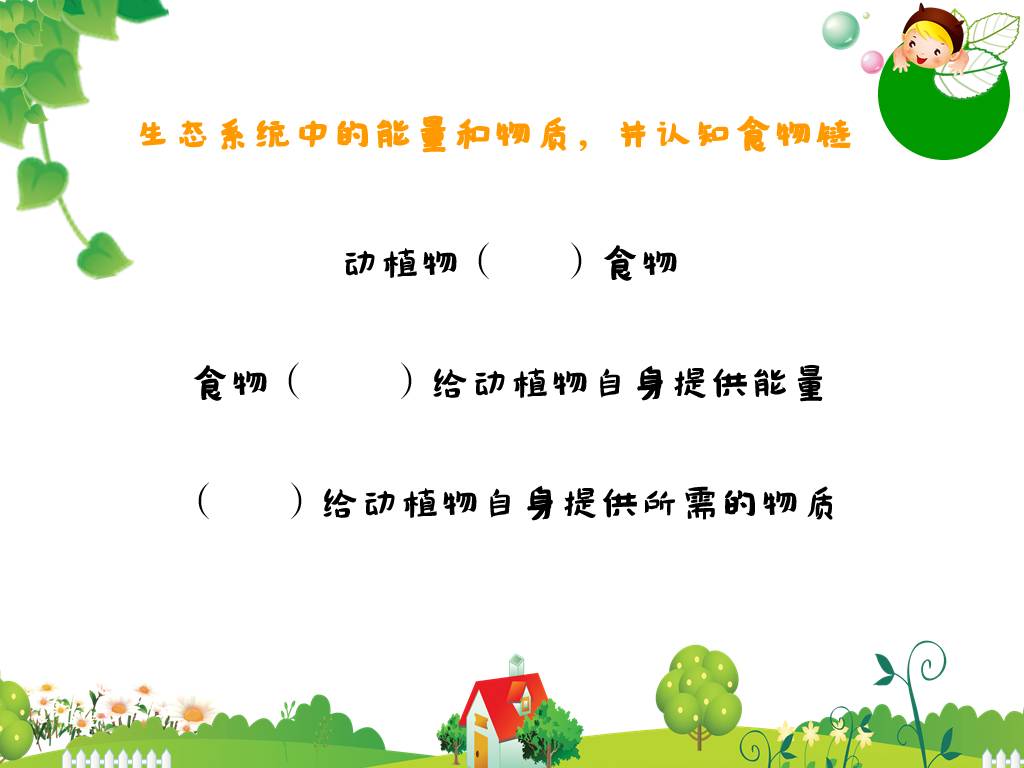 生态系统中的能量和物质，并认知食物链
动植物（　　）食物
食物（　　）给动植物自身提供能量
（　　）给动植物自身提供所需的物质